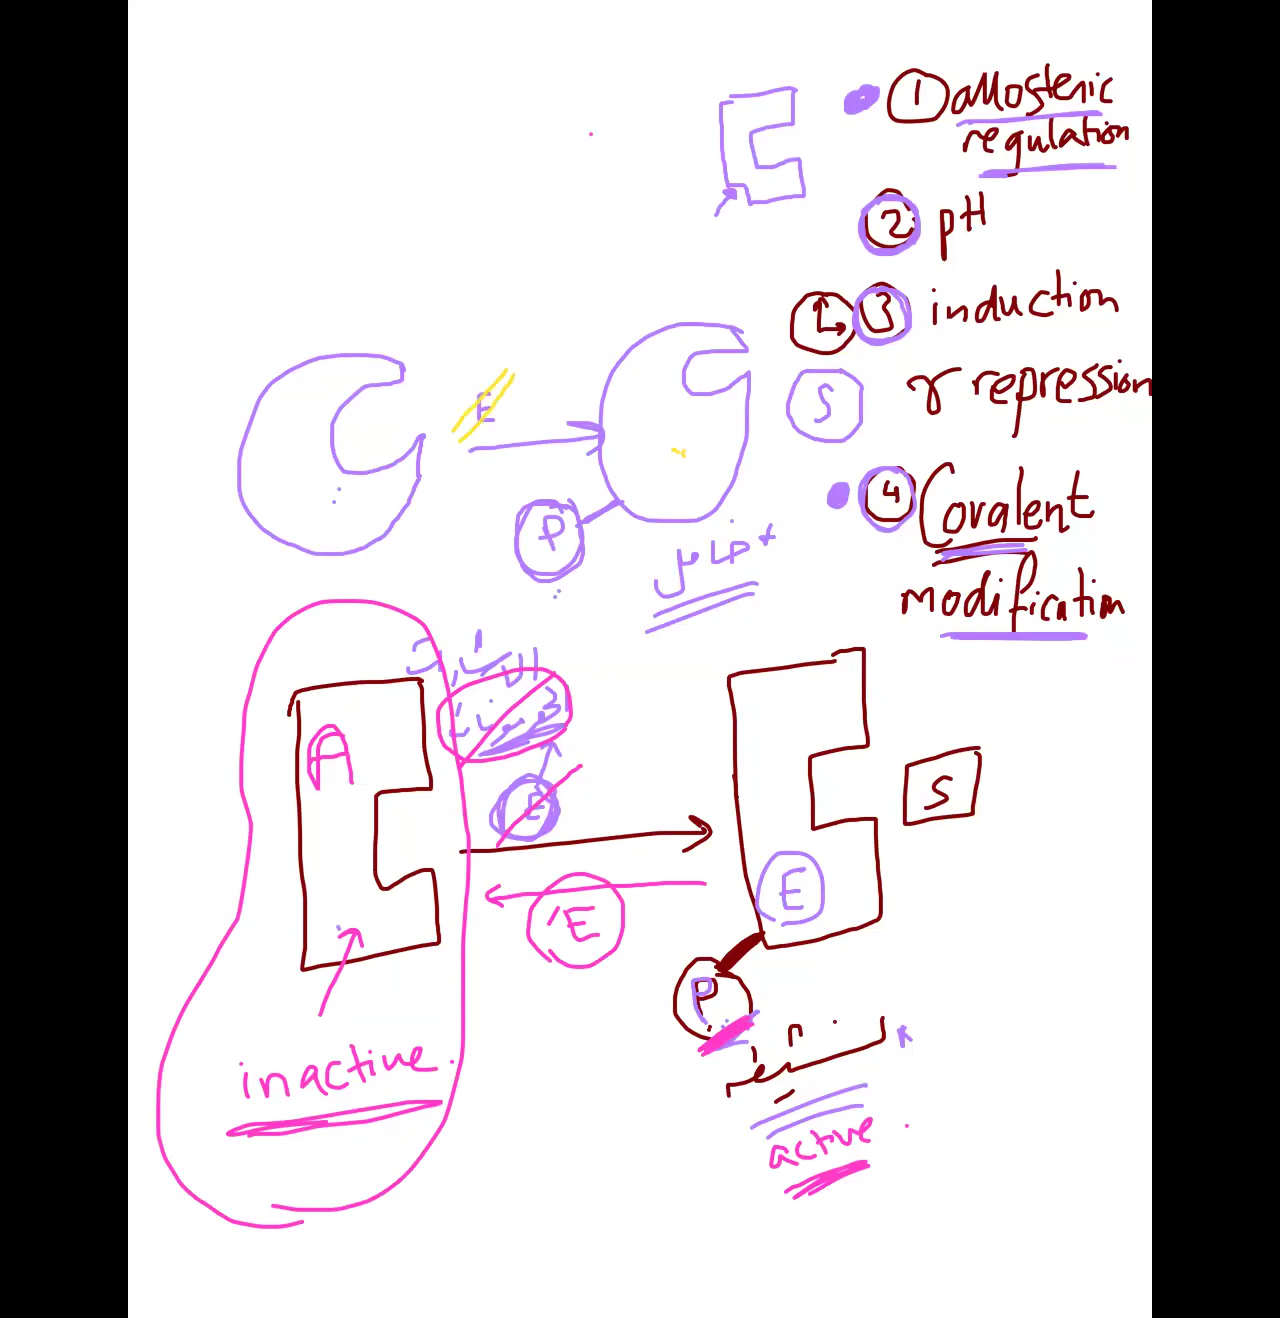 ① allosteric
regulation
② pH
③ induction
r repression
S
E
④ Covalent
modification
P
A
E
S
E
'E
P
inactive
active